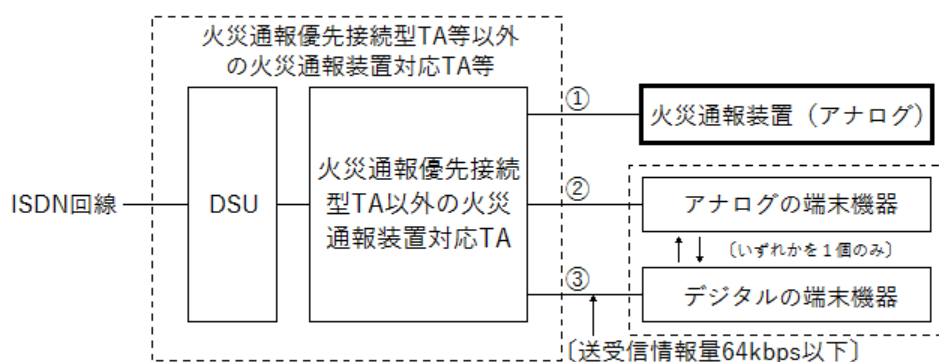 火災通報優先接続型TA等以外
の火災通報装置対応TA等
①
火災通報装置（アナログ）
ISDN回線
DSU
火災通報優先接続
型TA以外の火災
通報装置対応TA
②
アナログの端末機器
〔いずれかを１個のみ〕
③
デジタルの端末機器
〔送受信情報量64kbps以下〕